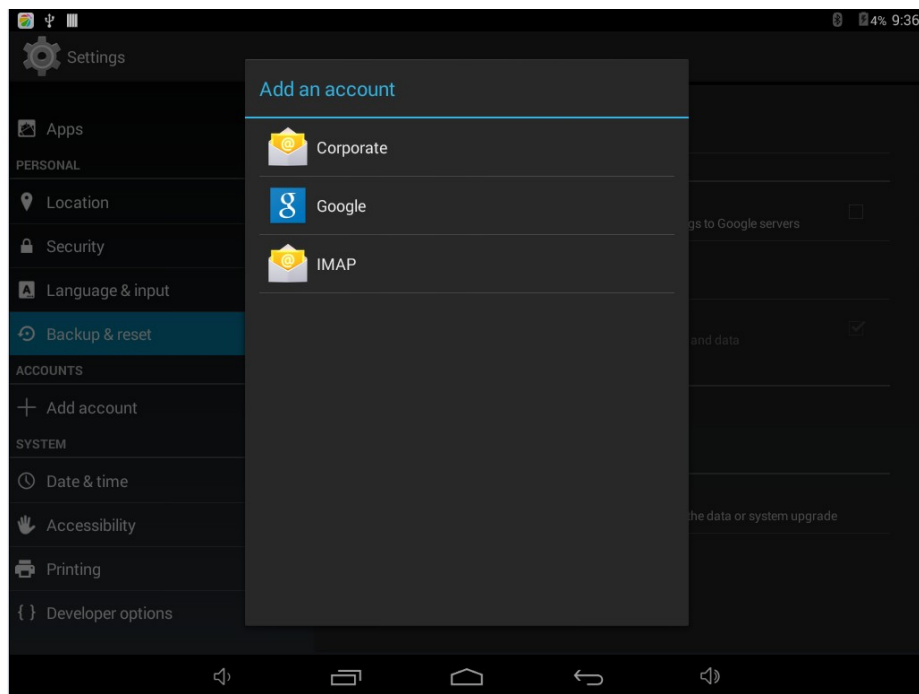 4% 9:36
Settings
Add an account
Apps
Corporate
PERSONAL
Location
Google
gs to Google servers
Security
IMAP
Language & input
Backup & reset
and data
ACCOUNTS
Add account
SYSTEM
Date & time
the data or system upgrade
Accessibility
Printing
{ } Developer options